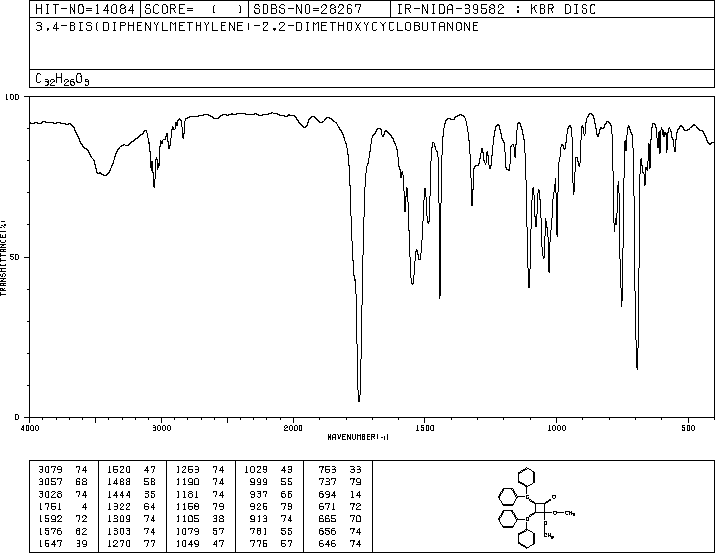 HIT-NO=14084 SCORE= ( ) SDBS-NO=28267 IR-NIDA-39582 : KBR DISC
3,4-BIS(DIPHENYLMETHYLENE)-2,2-DIMETHOXYCYCLOBUTANONE
C32H26O3
100
50
0
TRANSMITTANCE(%)
4000 3000 2000 1500 1000 500
WAVENUMBER(-1)
3079 74 1520 47 1253 74 1029 43 753 33
3057 68 1488 58 1190 74 999 55 737 79
3028 74 1444 35 1181 74 937 66 694 14
1751 4 1322 64 1158 79 926 79 671 72
1592 72 1309 74 1105 38 913 74 665 70
1576 62 1303 74 1079 57 781 55 656 74
1547 39 1270 77 1049 47 776 57 646 74